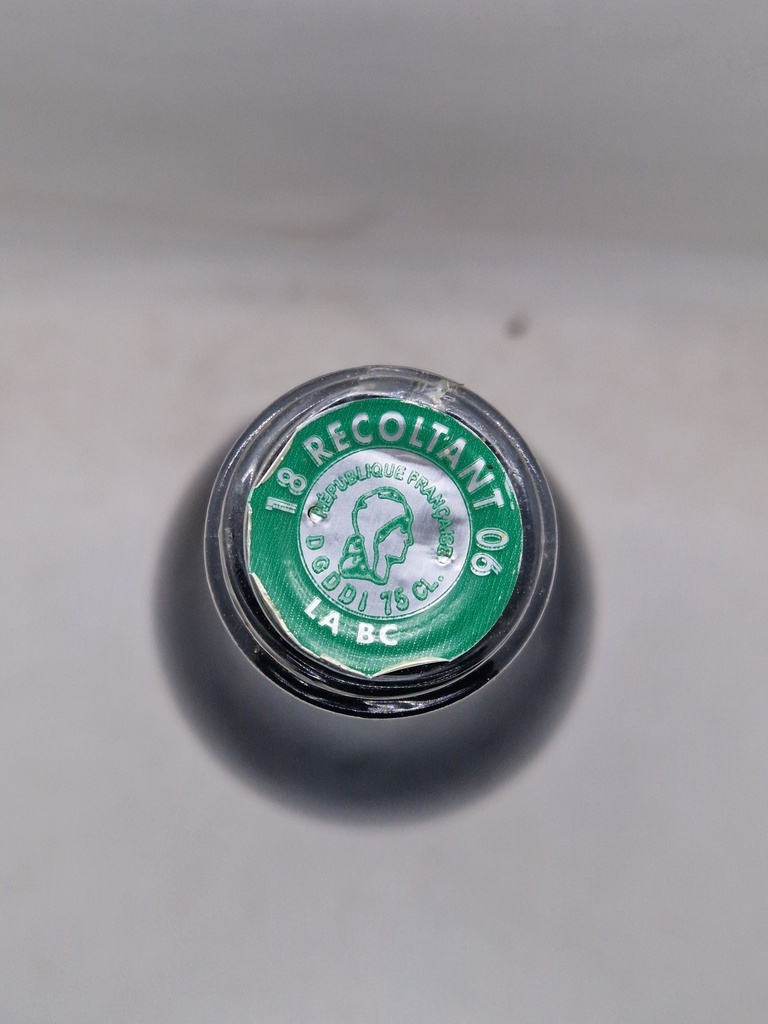 18 RECOLTANT 06
RÉPUBLIQUE FRANÇAISE
DGDDI 75 CL.
LA BC